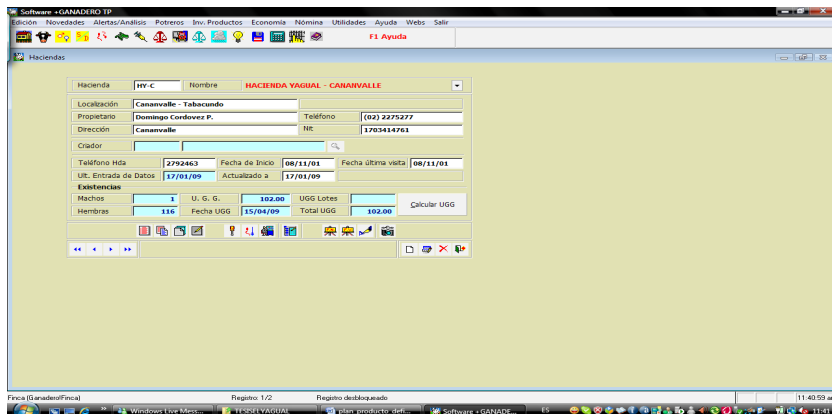 Software +GANADERO TP
Edición Novedades Alertas/Análisis Potreros Inv. Productos Economía Nómina Utilidades Ayuda Webs Salir
F1 Ayuda
Haciendas
Hacienda HY-C Nombre HACIENDA YAGUAL - CANANVALLE
Localización Cananvalle - Tabacundo
Propietario Domingo Cordovez P. Teléfono (02) 2275277
Dirección Cananvalle Nit 1703414761
Criador
Teléfono Hda 2792463 Fecha de Inicio 08/11/01 Fecha última visita 08/11/01
Ult. Entrada de Datos 17/01/09 Actualizado a 17/01/09
Existencias
Machos 1 U. G. G. 102.00 UGG Lotes
Calcular UGG
Hembras 116 Fecha UGG 15/04/09 Total UGG 102.00
Finca (Ganadero!Finca) Registro: 1/2 Registro desbloqueado 11:40:59 a
Windows Live Mess... TESISELYAGUAL plan_producto_defi... Software +GANADE... ES 11:41